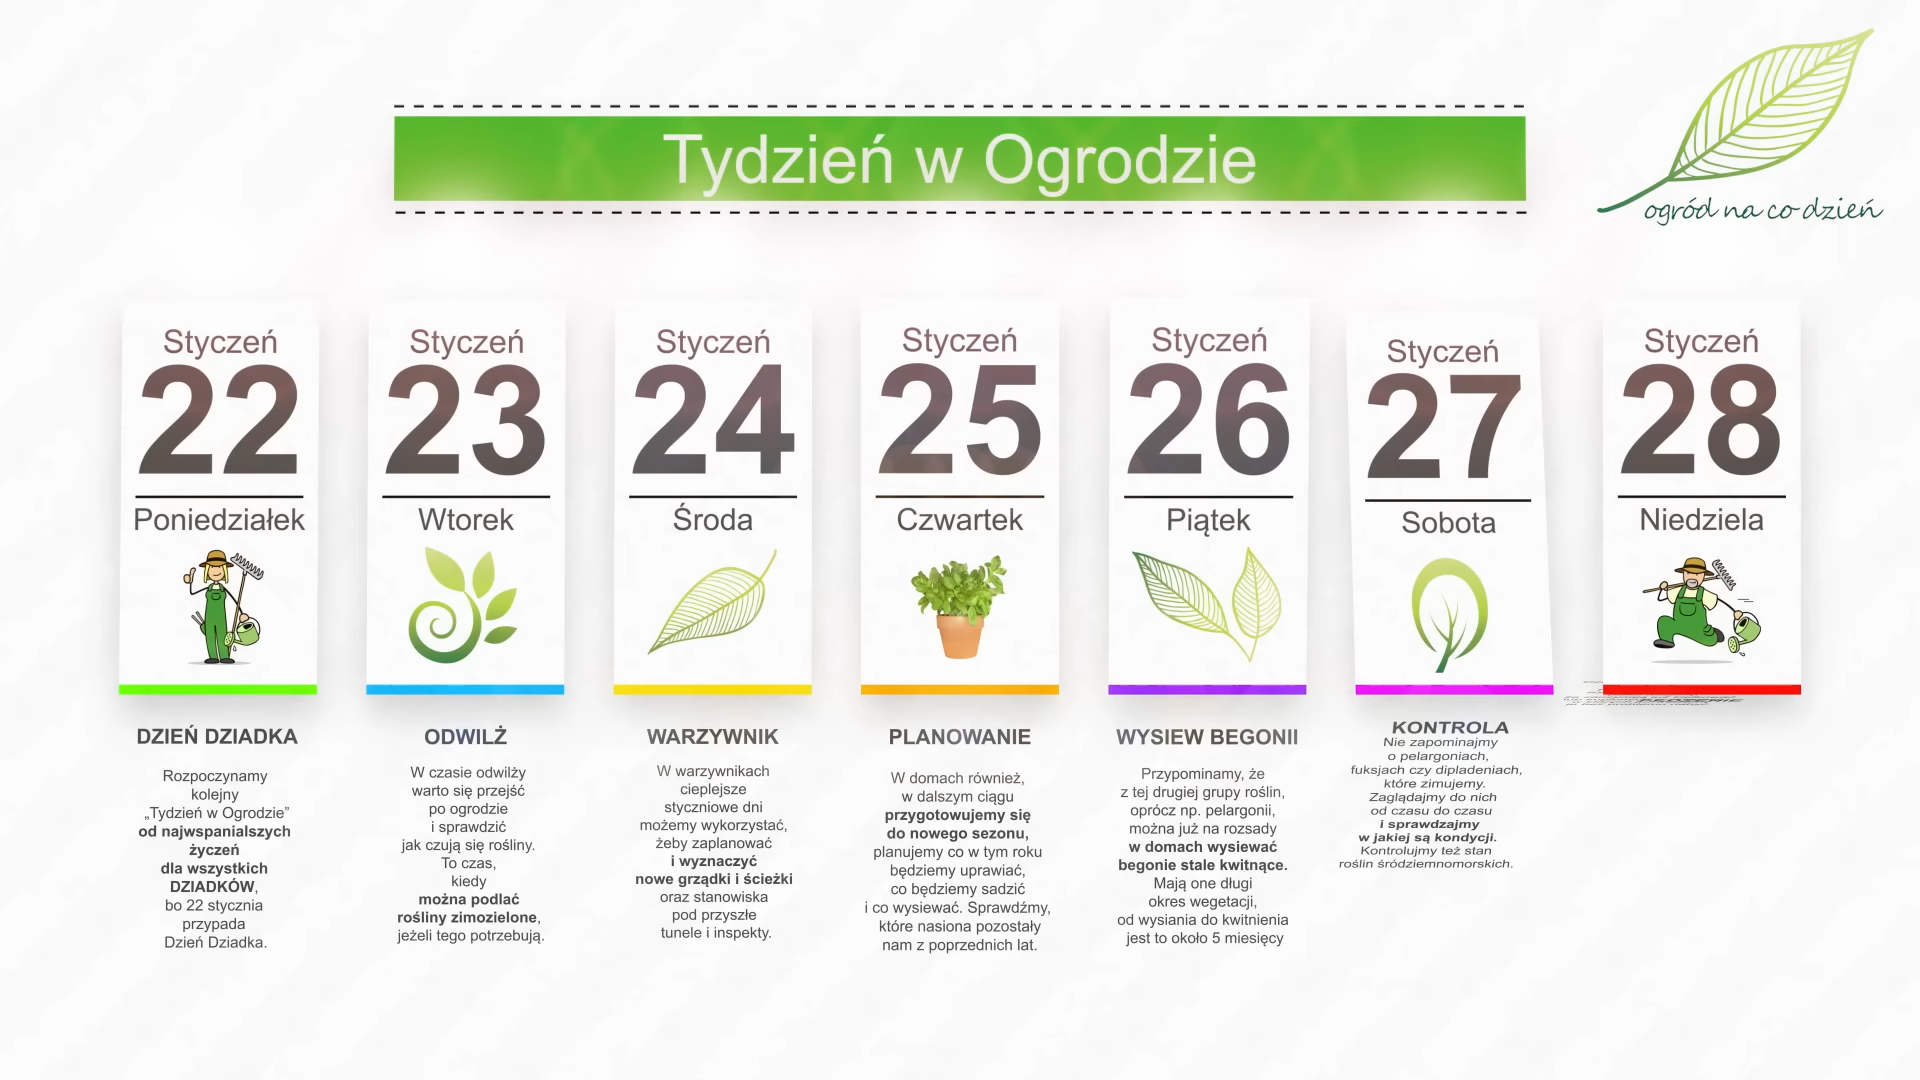 Tydzień w Ogrodzie
ogród na co dzień
Styczeń
22
Poniedziałek
DZIEŃ DZIADKA
Rozpoczynamy
kolejny
„Tydzień w Ogrodzie”
od najwspanialszych
życzeń
dla wszystkich
DZIADKÓW,
bo 22 stycznia
przypada
Dzień Dziadka.
Styczeń
23
Wtorek
ODWILŻ
W czasie odwilży
warto się przejść
po ogrodzie
i sprawdzić
jak czują się rośliny.
To czas,
kiedy
można podlać
rośliny zimozielone,
jeżeli tego potrzebują.
Styczeń
24
Środa
WARZYWNIK
W warzywnikach
cieplejsze
styczniowe dni
możemy wykorzystać,
żeby zaplanować
i wyznaczyć
nowe grządki i ścieżki
oraz stanowiska
pod przyszłe
tunele i inspekty.
Styczeń
25
Czwartek
PLANOWANIE
W domach również,
w dalszym ciągu
przygotowujemy się
do nowego sezonu,
planujemy co w tym roku
będziemy uprawiać,
co będziemy sadzić
i co wysiewać. Sprawdźmy,
które nasiona pozostały
nam z poprzednich lat.
Styczeń
26
Piątek
WYSIEW BEGONII
Przypominamy, że
z tej drugiej grupy roślin,
oprócz np. pelargonii,
można już na rozsady
w domach wysiewać
begonie stale kwitnące.
Mają one długi
okres wegetacji,
od wysiania do kwitnienia
jest to około 5 miesięcy
Styczeń
27
Sobota
KONTROLA
Nie zapominajmy
o pelargoniach,
fuksjach czy dipladeniach,
które zimujemy.
Zaglądajmy do nich
od czasu do czasu
i sprawdzajmy
w jakiej są kondycji.
Kontrolujmy też stan
roślin śródziemnomorskich.
Styczeń
28
Niedziela